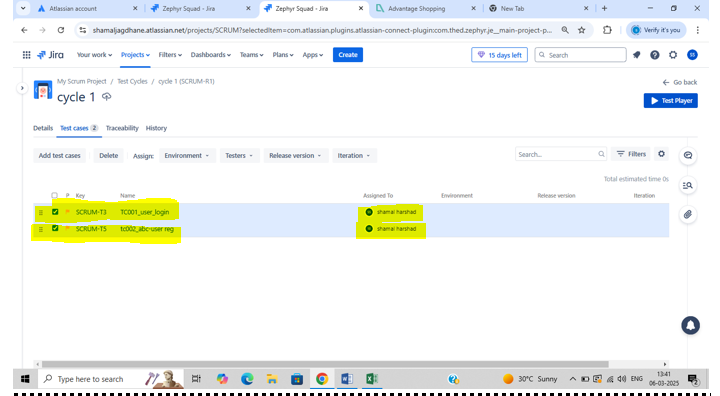 Atlassian account
Zephyr Squad - Jira
Zephyr Squad - Jira
Advantage Shopping
New Tab
shamaljagdhane.atlassian.net/projects/SCRUM?selectedItem=com.atlassian.plugins.atlassian-connect-plugin:com.thed.zephyr.je__main-project-p...
Verify it's you
Jira Your work Projects Filters Dashboards Teams Plans Apps Create 15 days left Search SS
My Scrum Project / Test Cycles / cycle 1 (SCRUM-R1)
Go back
cycle 1
Test Player
Details Test cases 2 Traceability History
Add test cases Delete Assign: Environment Testers Release version Iteration Search... Filters
Total estimated time 0s
P Key Name Assigned To Environment Release version Iteration
SCRUM-T3 TC001_user_login shamal harshad
SCRUM-T5 tc002_abc-user reg shamal harshad
Type here to search
30°C Sunny
ENG
13:41
06-03-2025
2